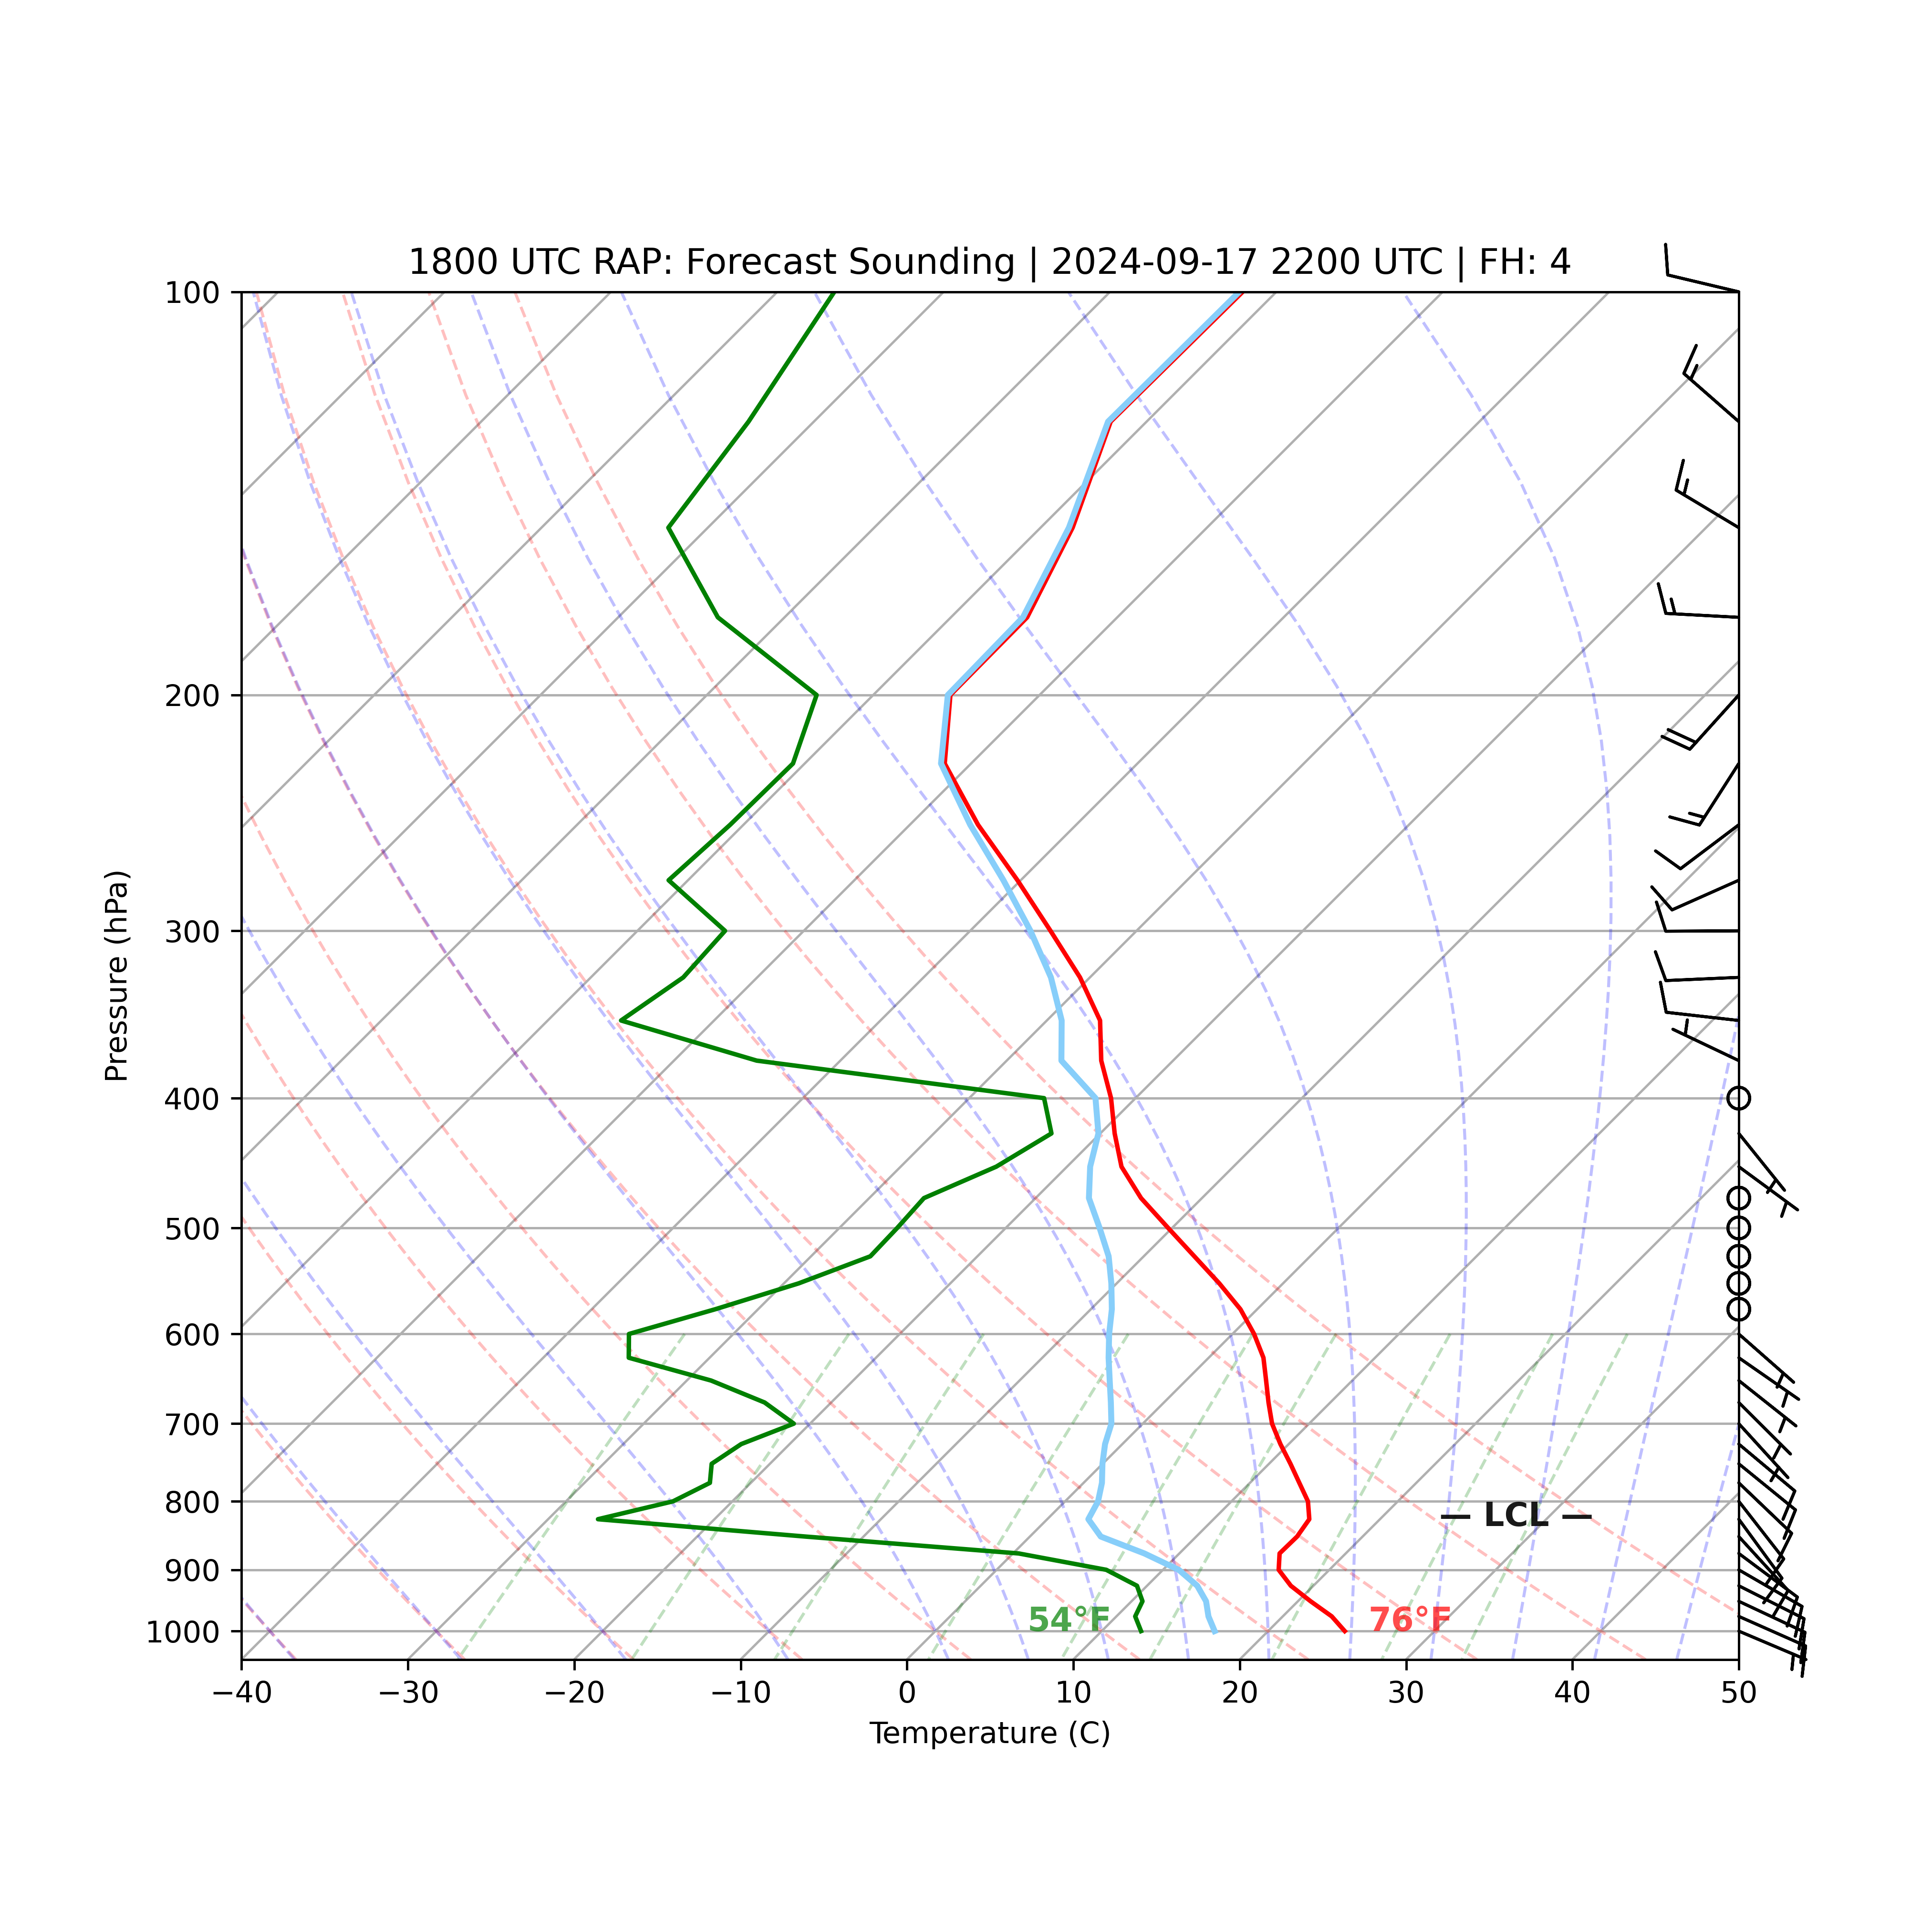 1800 UTC RAP: Forecast Sounding | 2024-09-17 2200 UTC | FH: 4
100
200
300
400
500
600
700
800
900
1000
Pressure (hPa)
— LCL —
54°F
76°F
−40 −30 −20 −10 0 10 20 30 40 50
Temperature (C)